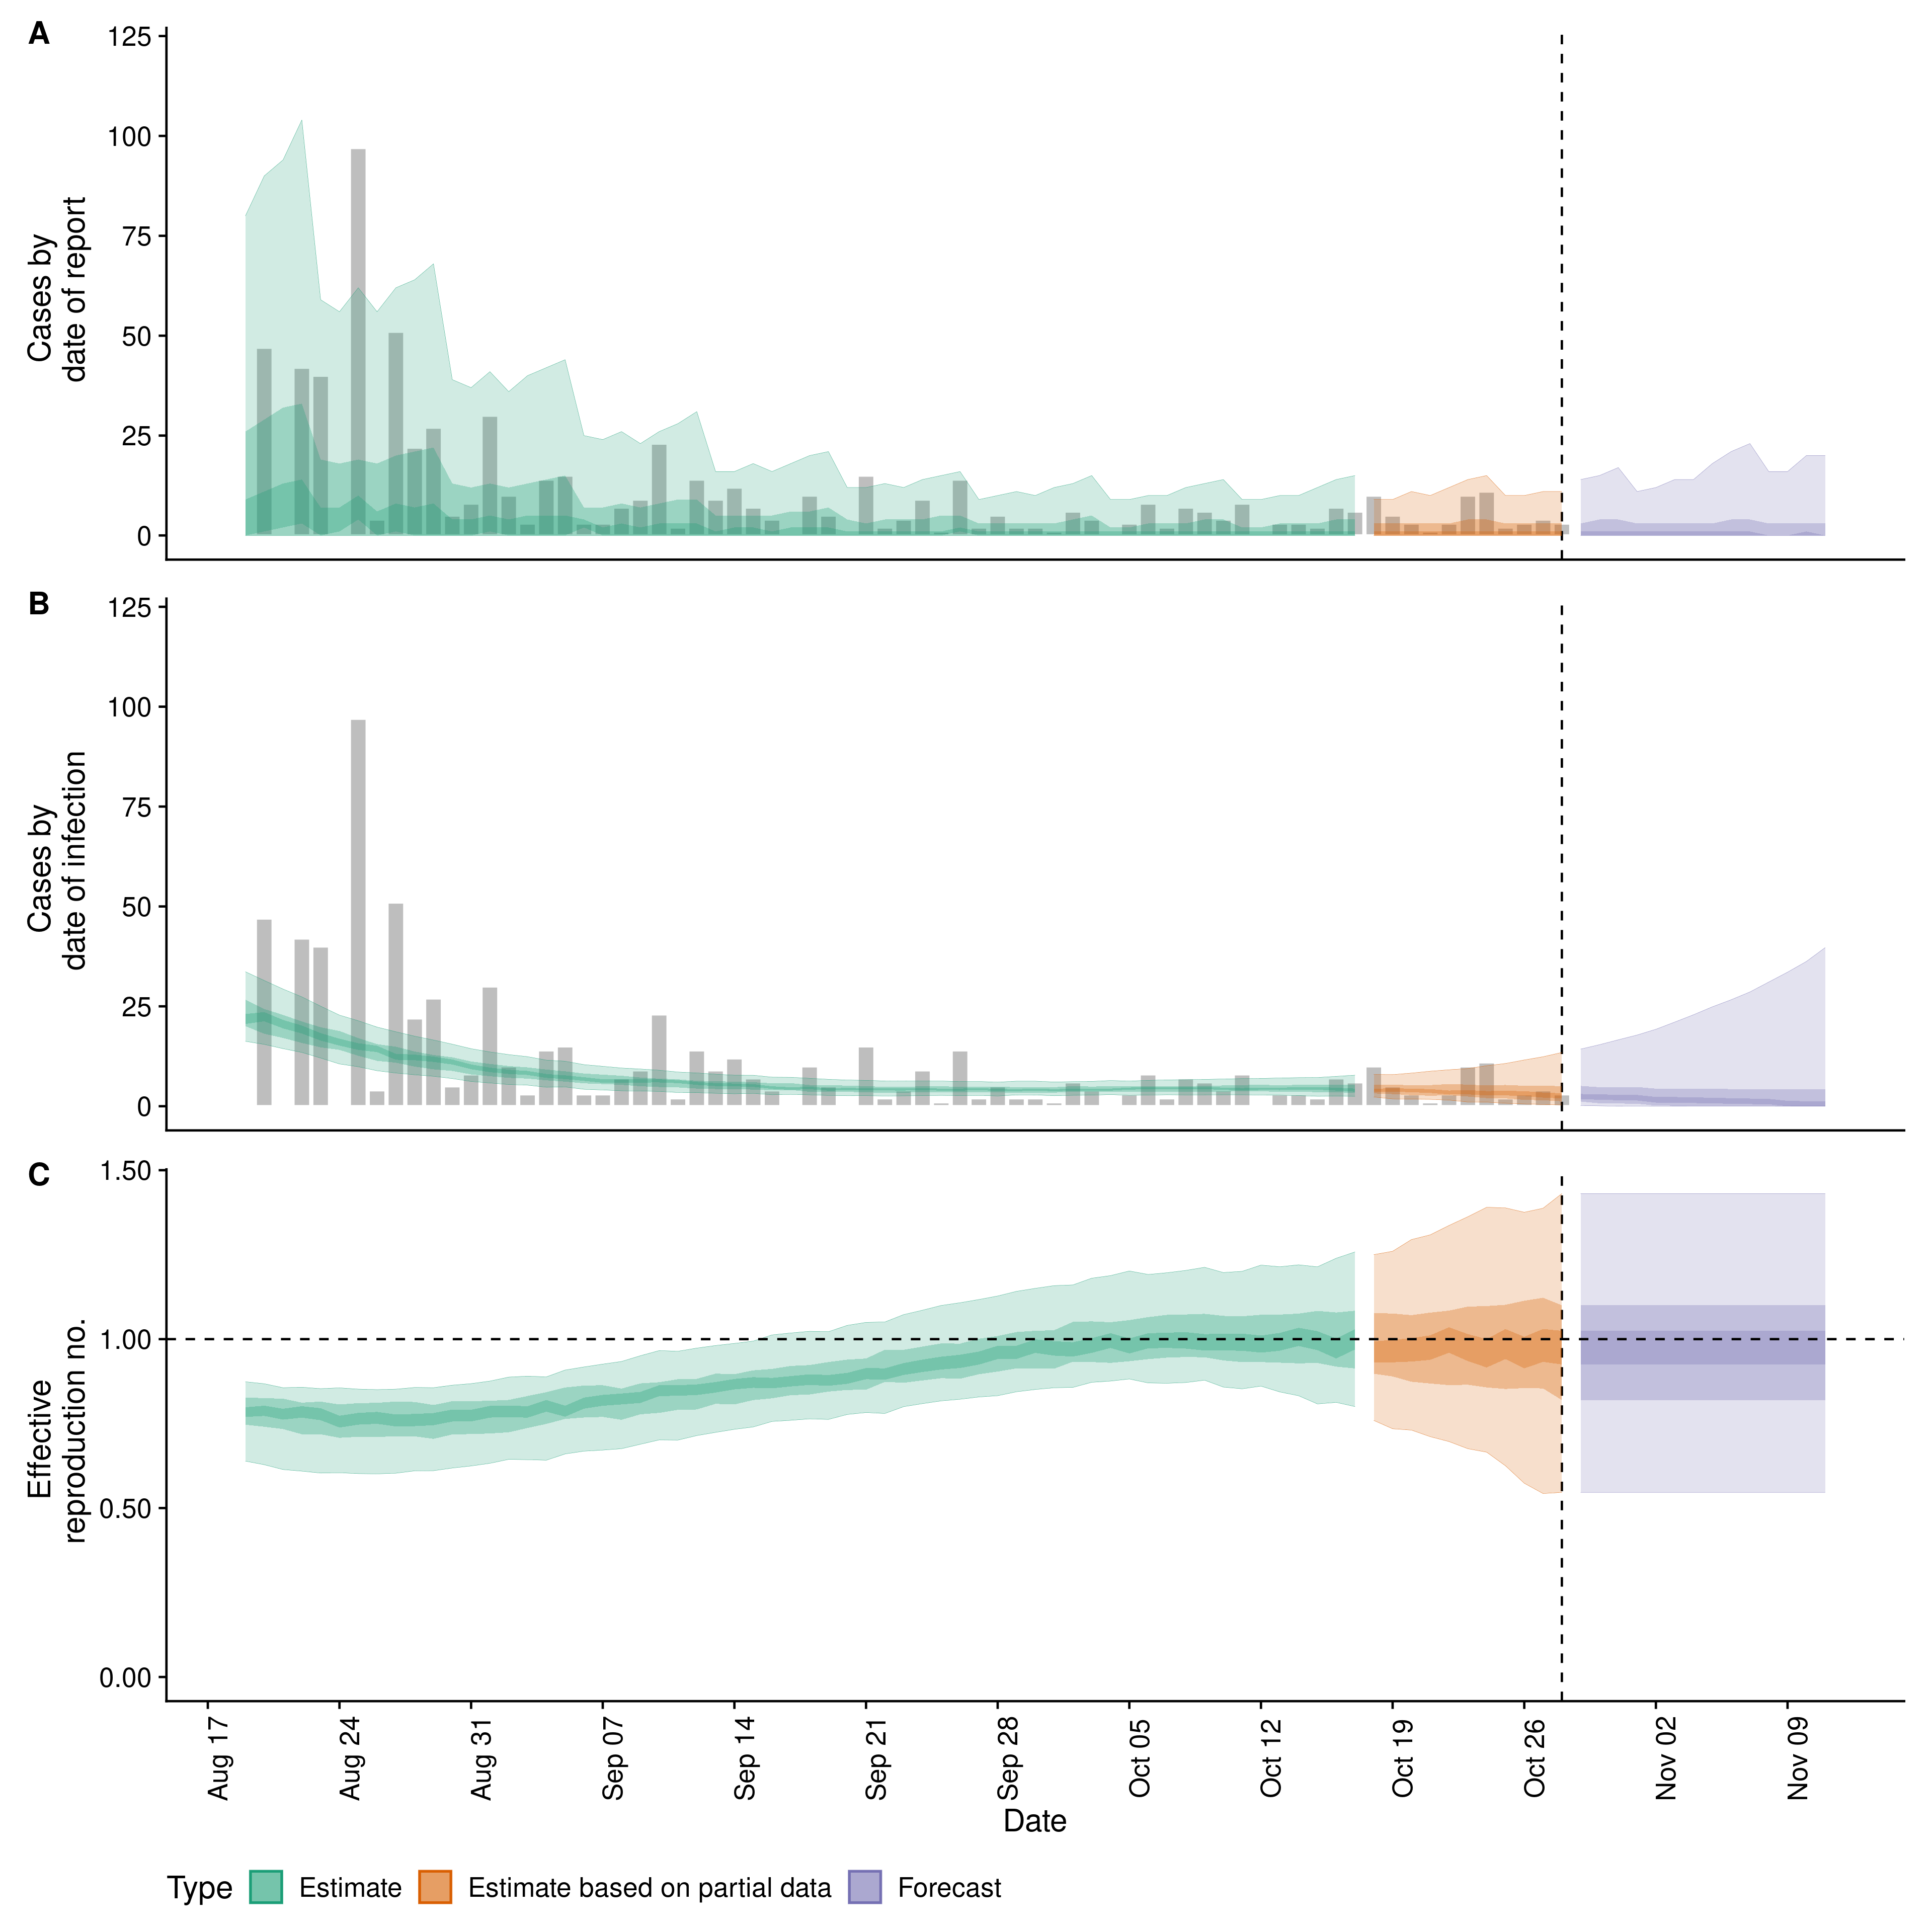 A
125
100
75
50
25
0
Cases by
date of report
B
125
100
75
50
25
0
Cases by
date of infection
C
1.50
1.00
0.50
0.00
Effective
reproduction no.
Aug 17
Aug 24
Aug 31
Sep 07
Sep 14
Sep 21
Sep 28
Oct 05
Oct 12
Oct 19
Oct 26
Nov 02
Nov 09
Date
Type Estimate Estimate based on partial data Forecast